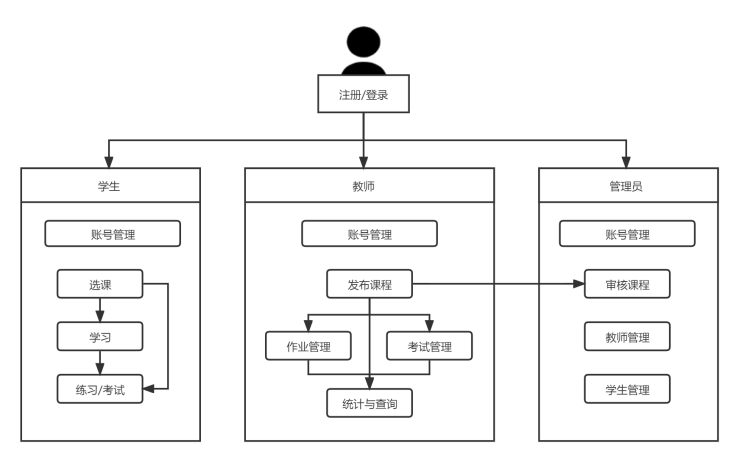 注册/登录
学生
账号管理
选课
学习
练习/考试
教师
账号管理
发布课程
作业管理
考试管理
统计与查询
管理员
账号管理
审核课程
教师管理
学生管理